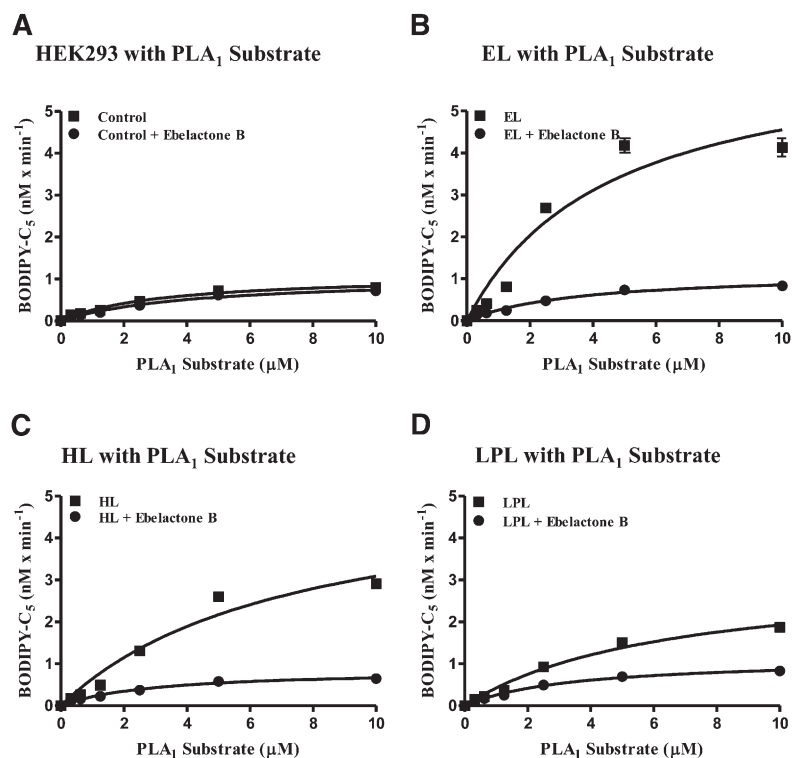 A
HEK293 with PLA₁ Substrate
BODIPY-C₅ (nM x min⁻¹)
5
4
3
2
1
0
Control
Control + Ebelactone B
0 2 4 6 8 10
PLA₁ Substrate (µM)
B
EL with PLA₁ Substrate
BODIPY-C₅ (nM x min⁻¹)
5
4
3
2
1
0
EL
EL + Ebelactone B
0 2 4 6 8 10
PLA₁ Substrate (µM)
C
HL with PLA₁ Substrate
BODIPY-C₅ (nM x min⁻¹)
5
4
3
2
1
0
HL
HL + Ebelactone B
0 2 4 6 8 10
PLA₁ Substrate (µM)
D
LPL with PLA₁ Substrate
BODIPY-C₅ (nM x min⁻¹)
5
4
3
2
1
0
LPL
LPL + Ebelactone B
0 2 4 6 8 10
PLA₁ Substrate (µM)